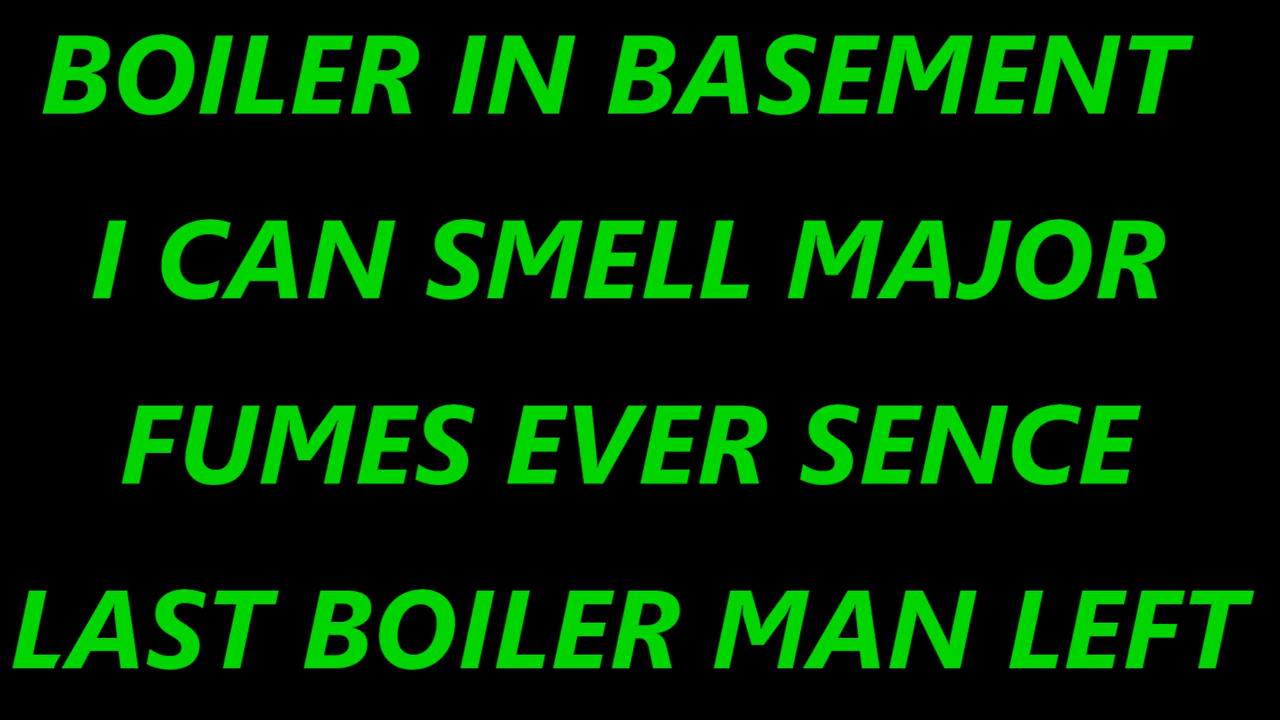 BOILER IN BASEMENT
I CAN SMELL MAJOR
FUMES EVER SENCE
LAST BOILER MAN LEFT